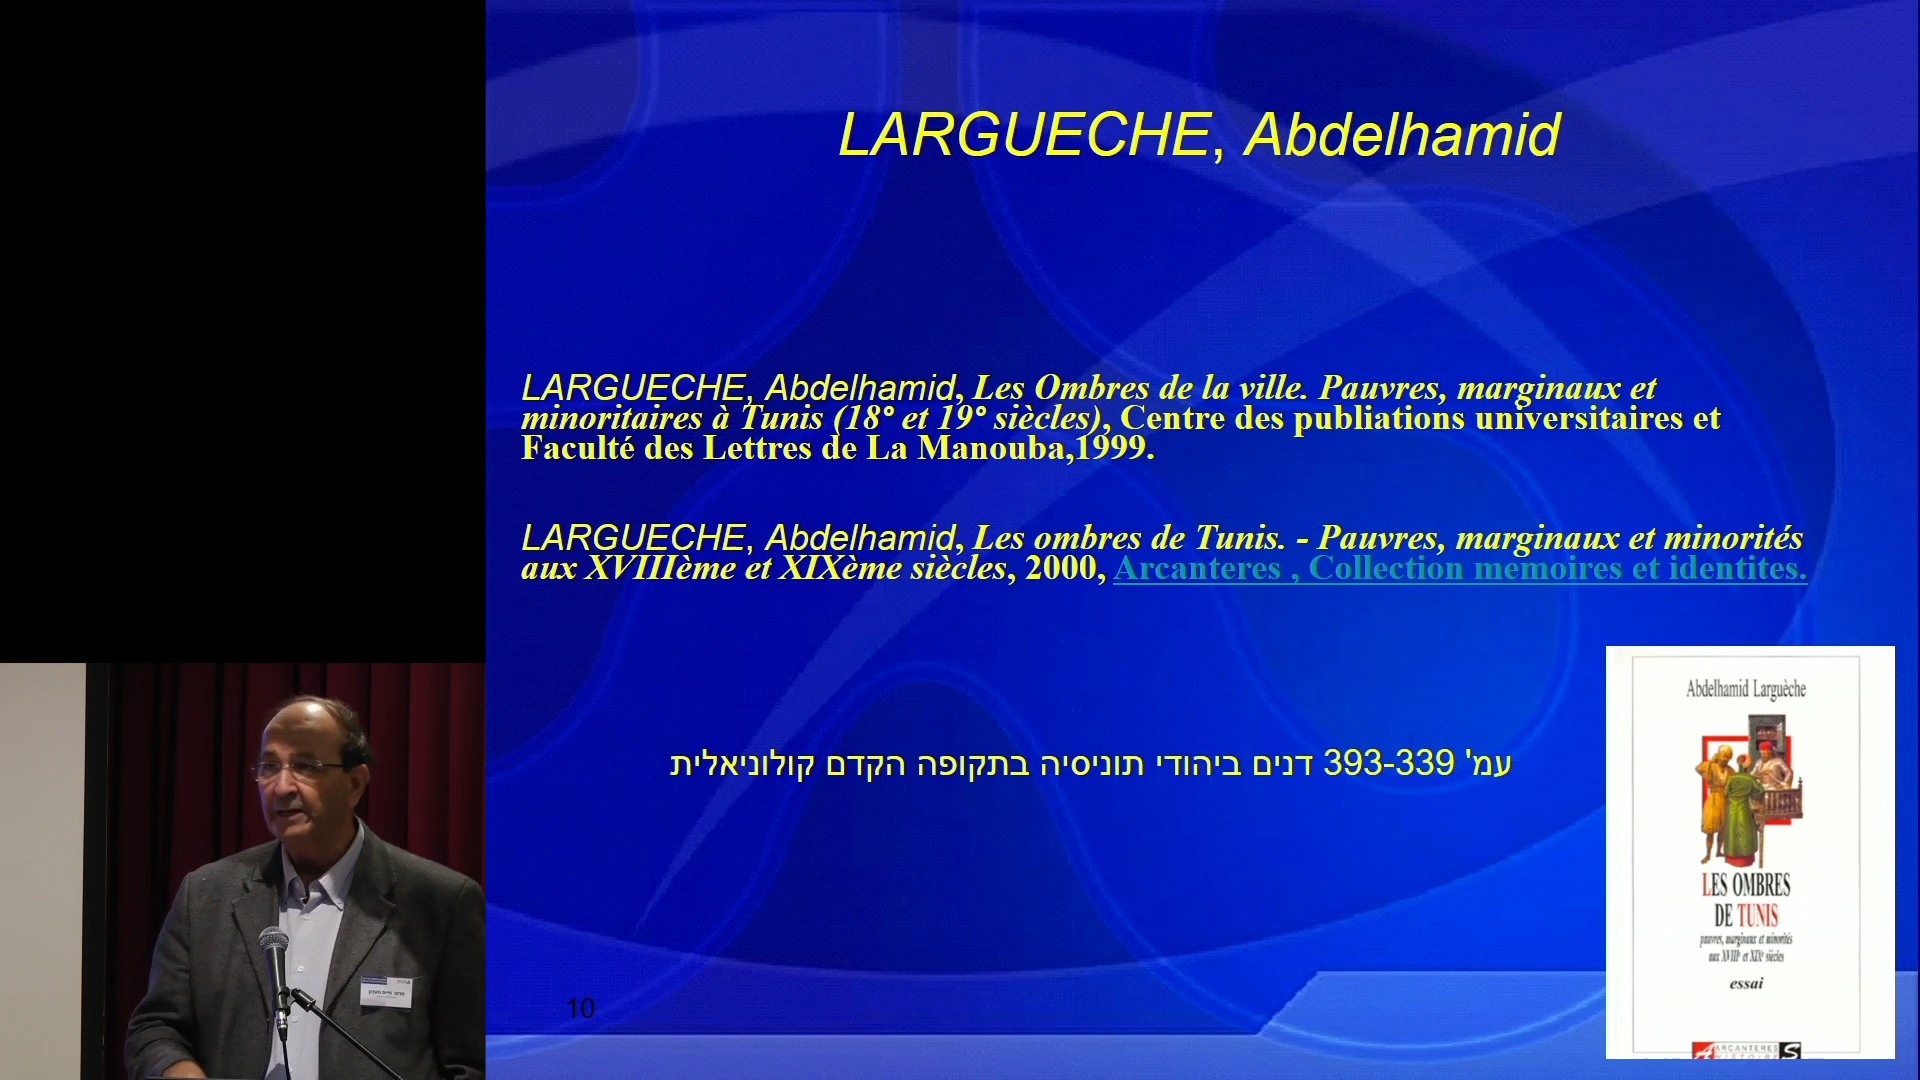 LARGUECHE, Abdelhamid
LARGUECHE, Abdelhamid, Les Ombres de la ville. Pauvres, marginaux et
minoritaires à Tunis (18° et 19° siècles), Centre des publiations universitaires et
Faculté des Lettres de La Manouba,1999.
LARGUECHE, Abdelhamid, Les ombres de Tunis. - Pauvres, marginaux et minorités
aux XVIIIème et XIXème siècles, 2000, Arcanteres , Collection memoires et identites.
עמ' 393-339 דנים ביהודי תוניסיה בתקופה הקדם קולוניאלית
10
Abdelhamid Larguèche
LES OMBRES
DE TUNIS
pauvres, marginaux et minorités
aux XVIIIe et XIXe siècles
essai
ARCANTERES
HISTOIRE